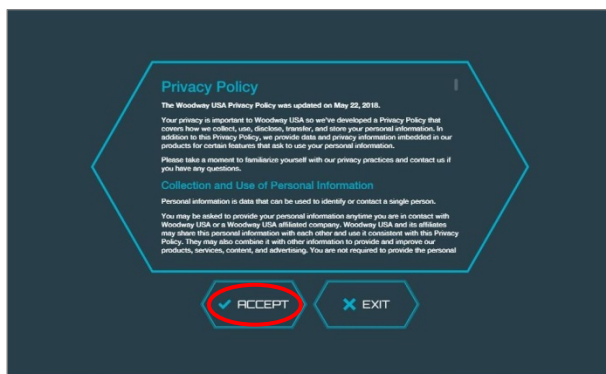 Privacy Policy
The Woodway USA Privacy Policy was updated on May 22, 2018.
Your privacy is important to Woodway USA so we've developed a Privacy Policy that
covers how we collect, use, disclose, transfer, and store your personal information. In
addition to this Privacy Policy, we provide data and privacy information imbedded in our
products for certain features that ask to use your personal information.
Please take a moment to familiarize yourself with our privacy practices and contact us if
you have any questions.
Collection and Use of Personal Information
Personal information is data that can be used to identify or contact a single person.
You may be asked to provide your personal information anytime you are in contact with
Woodway USA or a Woodway USA affiliated company. Woodway USA and its affiliates
may share this personal information with each other and use it consistent with this Privacy
Policy. They may also combine it with other information to provide and improve our
products, services, content, and advertising. You are not required to provide the personal
ACCEPT
EXIT